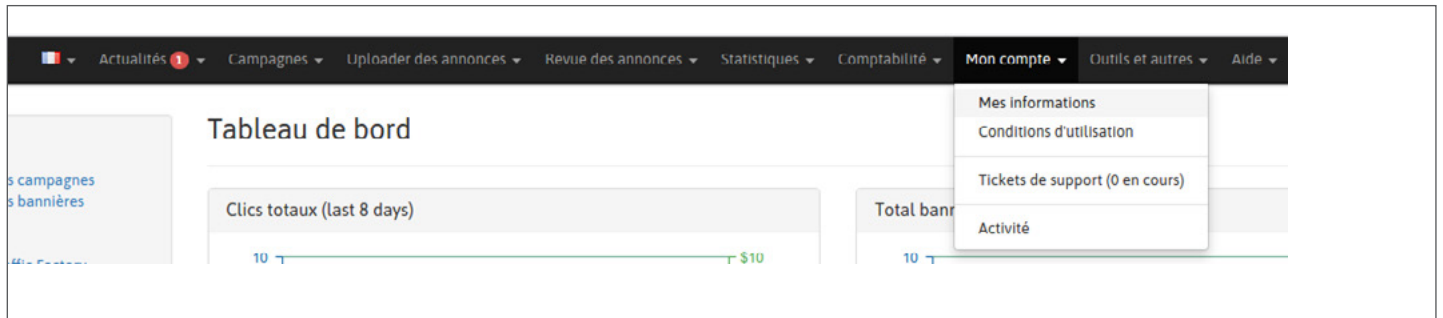 Actualités 1 Campagnes Uploader des annonces Revue des annonces Statistiques Comptabilité Mon compte Outils et autres Aide
Mes informations
Conditions d'utilisation
Tickets de support (0 en cours)
Activité
Tableau de bord
s campagnes
s bannières
Clics totaux (last 8 days)
10 $10
Total bann
10